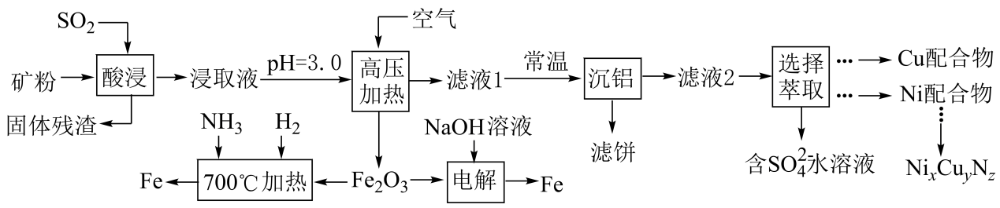 SO₂
空气
矿粉
酸浸
浸取液
pH=3.0
高压
加热
滤液1
常温
沉铝
滤液2
选择
萃取
Cu配合物
Ni配合物
固体残渣
NH₃
H₂
NaOH溶液
滤饼
含SO₄²⁻水溶液
NiₓCuᵧN_z
Fe
700℃加热
Fe₂O₃
电解
Fe